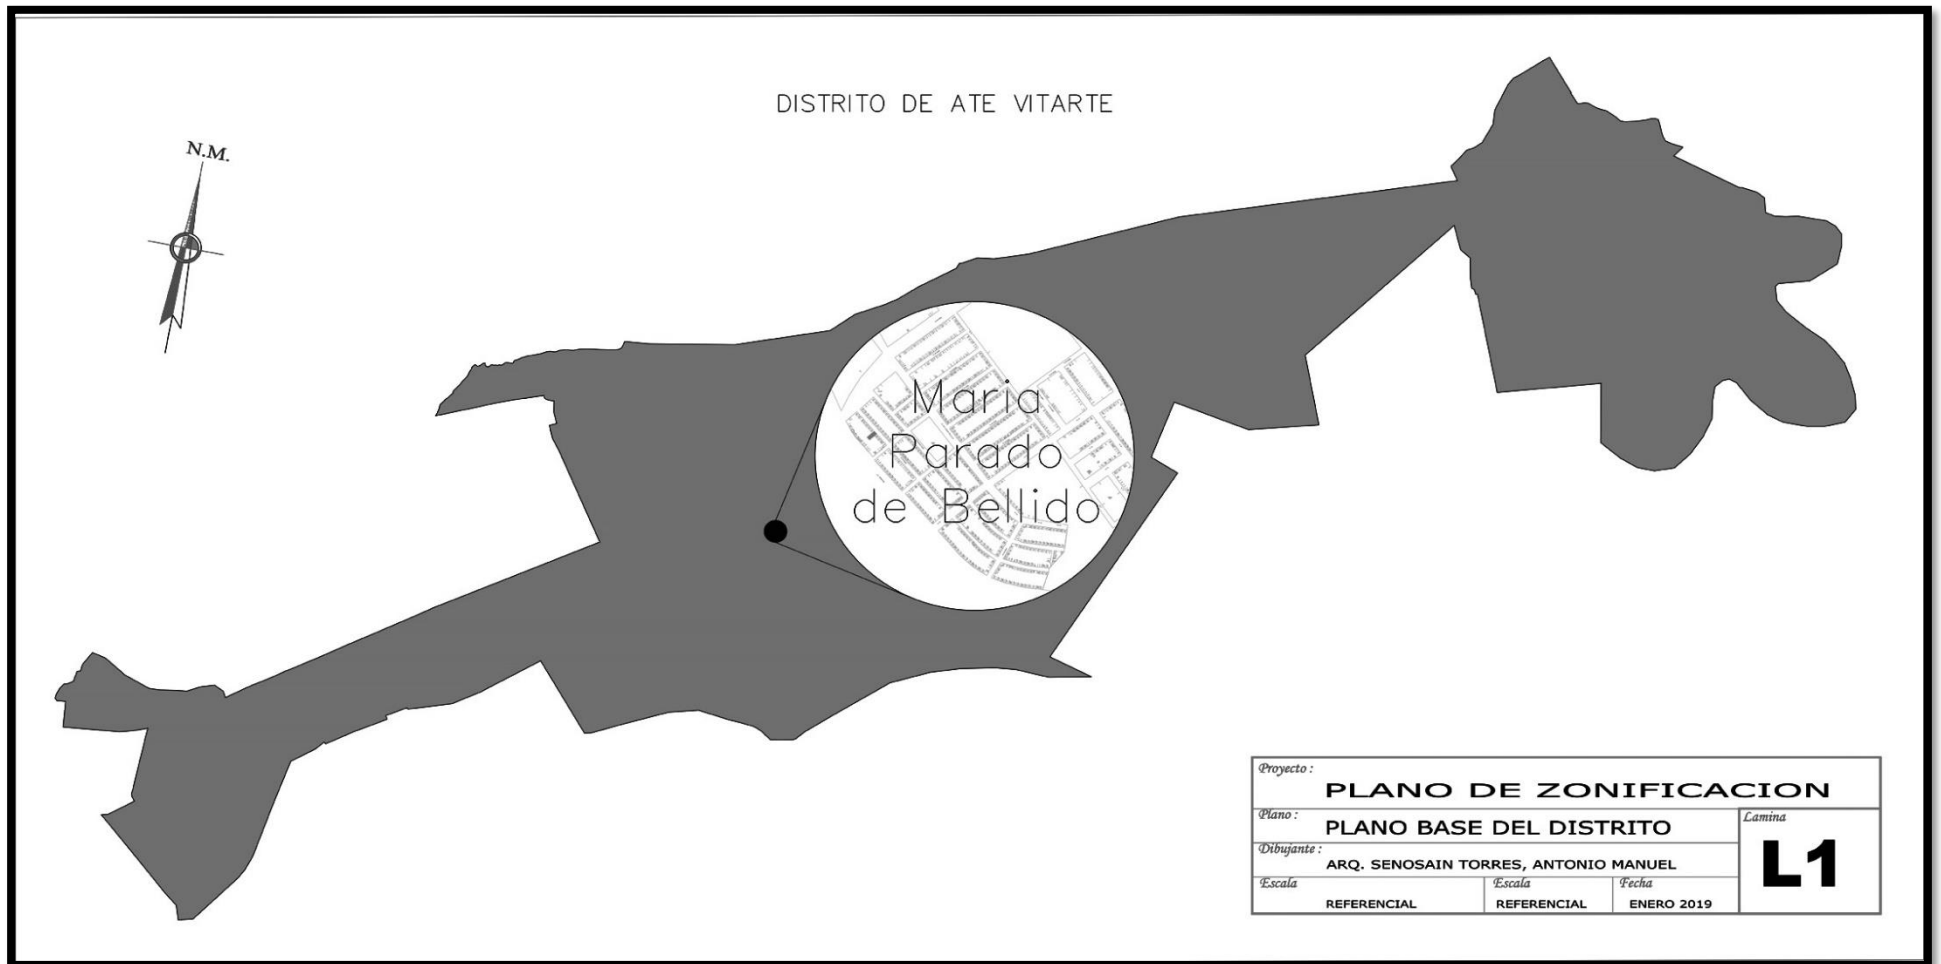 DISTRITO DE ATE VITARTE
N.M.
Maria
Parado
de Bellido
Proyecto :
PLANO DE ZONIFICACION
Plano :
PLANO BASE DEL DISTRITO
Dibujante :
ARQ. SENOSAIN TORRES, ANTONIO MANUEL
Escala
REFERENCIAL
Escala
REFERENCIAL
Fecha
ENERO 2019
Lamina
L1